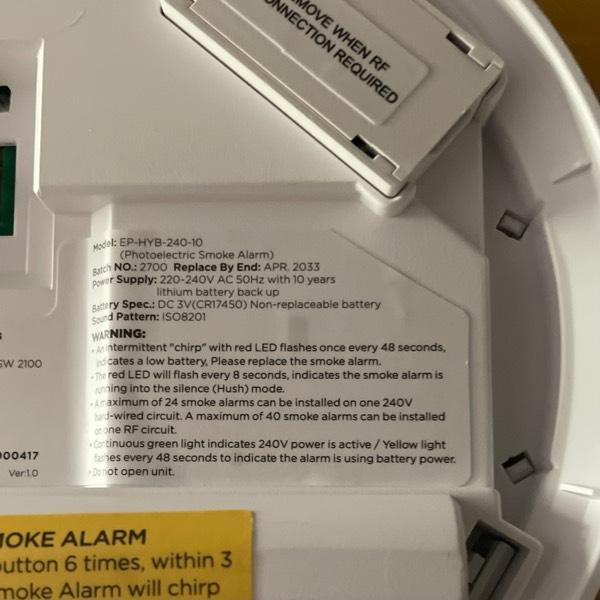 MOVE WHEN RF
CONNECTION REQUIRED
Model: EP-HYB-240-10
(Photoelectric Smoke Alarm)
Batch NO.: 2700 Replace By End: APR. 2033
Power Supply: 220-240V AC 50Hz with 10 years
lithium battery back up
Battery Spec.: DC 3V(CR17450) Non-replaceable battery
Sound Pattern: ISO8201
WARNING:
• An intermittent "chirp" with red LED flashes once every 48 seconds,
indicates a low battery, Please replace the smoke alarm.
• The red LED will flash every 8 seconds, indicates the smoke alarm is
running into the silence (Hush) mode.
• A maximum of 24 smoke alarms can be installed on one 240V
hard-wired circuit. A maximum of 40 smoke alarms can be installed
on one RF circuit.
• Continuous green light indicates 240V power is active / Yellow light
flashes every 48 seconds to indicate the alarm is using battery power.
• Do not open unit.
SW 2100
000417
Ver:1.0
MOKE ALARM
button 6 times, within 3
moke Alarm will chirp